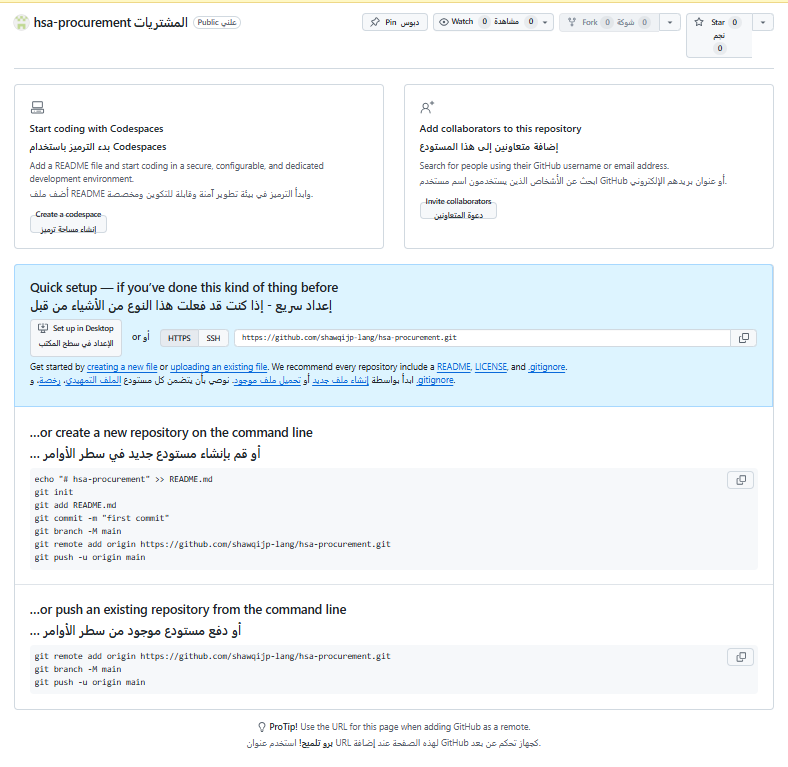 hsa-procurement المشتريات Public علني
Pin دبوس
Watch 0 مشاهدة 0
Fork 0 شوكة 0
Star 0
نجم
0
Start coding with Codespaces
بدء الترميز باستخدام Codespaces
Add a README file and start coding in a secure, configurable, and dedicated
development environment.
أضف ملف README وابدأ الترميز في بيئة تطوير آمنة وقابلة للتكوين ومخصصة.
Create a codespace
إنشاء مساحة ترميز
Add collaborators to this repository
إضافة متعاونين إلى هذا المستودع
Search for people using their GitHub username or email address.
ابحث عن الأشخاص الذين يستخدمون اسم مستخدم GitHub أو عنوان بريدهم الإلكتروني.
Invite collaborators
دعوة المتعاونين
Quick setup — if you've done this kind of thing before
إعداد سريع - إذا كنت قد فعلت هذا النوع من الأشياء من قبل
Set up in Desktop
الإعداد في سطح المكتب
or أو
HTTPS SSH
https://github.com/shawqijp-lang/hsa-procurement.git
Get started by creating a new file or uploading an existing file. We recommend every repository include a README, LICENSE, and .gitignore.
ابدأ بواسطة إنشاء ملف جديد أو تحميل ملف موجود. نوصي بأن يتضمن كل مستودع الملف التمهيدي، رخصة، و .gitignore.
...or create a new repository on the command line
... أو قم بإنشاء مستودع جديد في سطر الأوامر
echo "# hsa-procurement" >> README.md
git init
git add README.md
git commit -m "first commit"
git branch -M main
git remote add origin https://github.com/shawqijp-lang/hsa-procurement.git
git push -u origin main
...or push an existing repository from the command line
... أو دفع مستودع موجود من سطر الأوامر
git remote add origin https://github.com/shawqijp-lang/hsa-procurement.git
git branch -M main
git push -u origin main
ProTip! Use the URL for this page when adding GitHub as a remote.
برو تلميح! استخدم عنوان URL لهذه الصفحة عند إضافة GitHub كجهاز تحكم عن بعد.